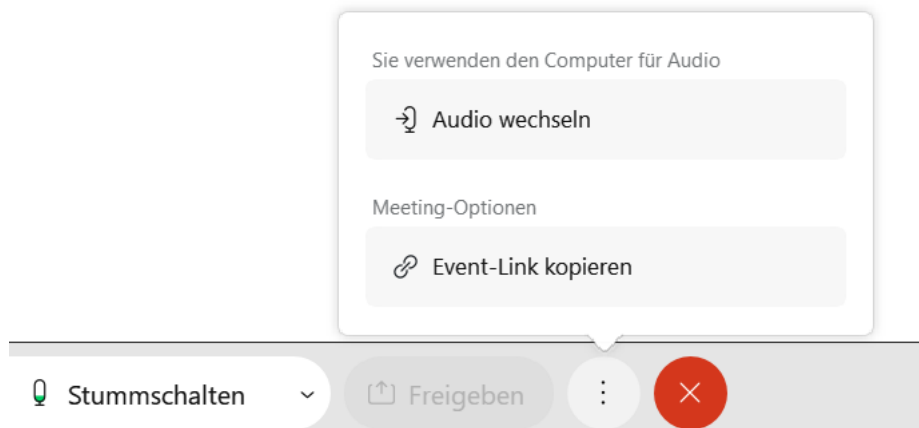 Sie verwenden den Computer für Audio
Audio wechseln
Meeting-Optionen
Event-Link kopieren
Stummschalten
Freigeben